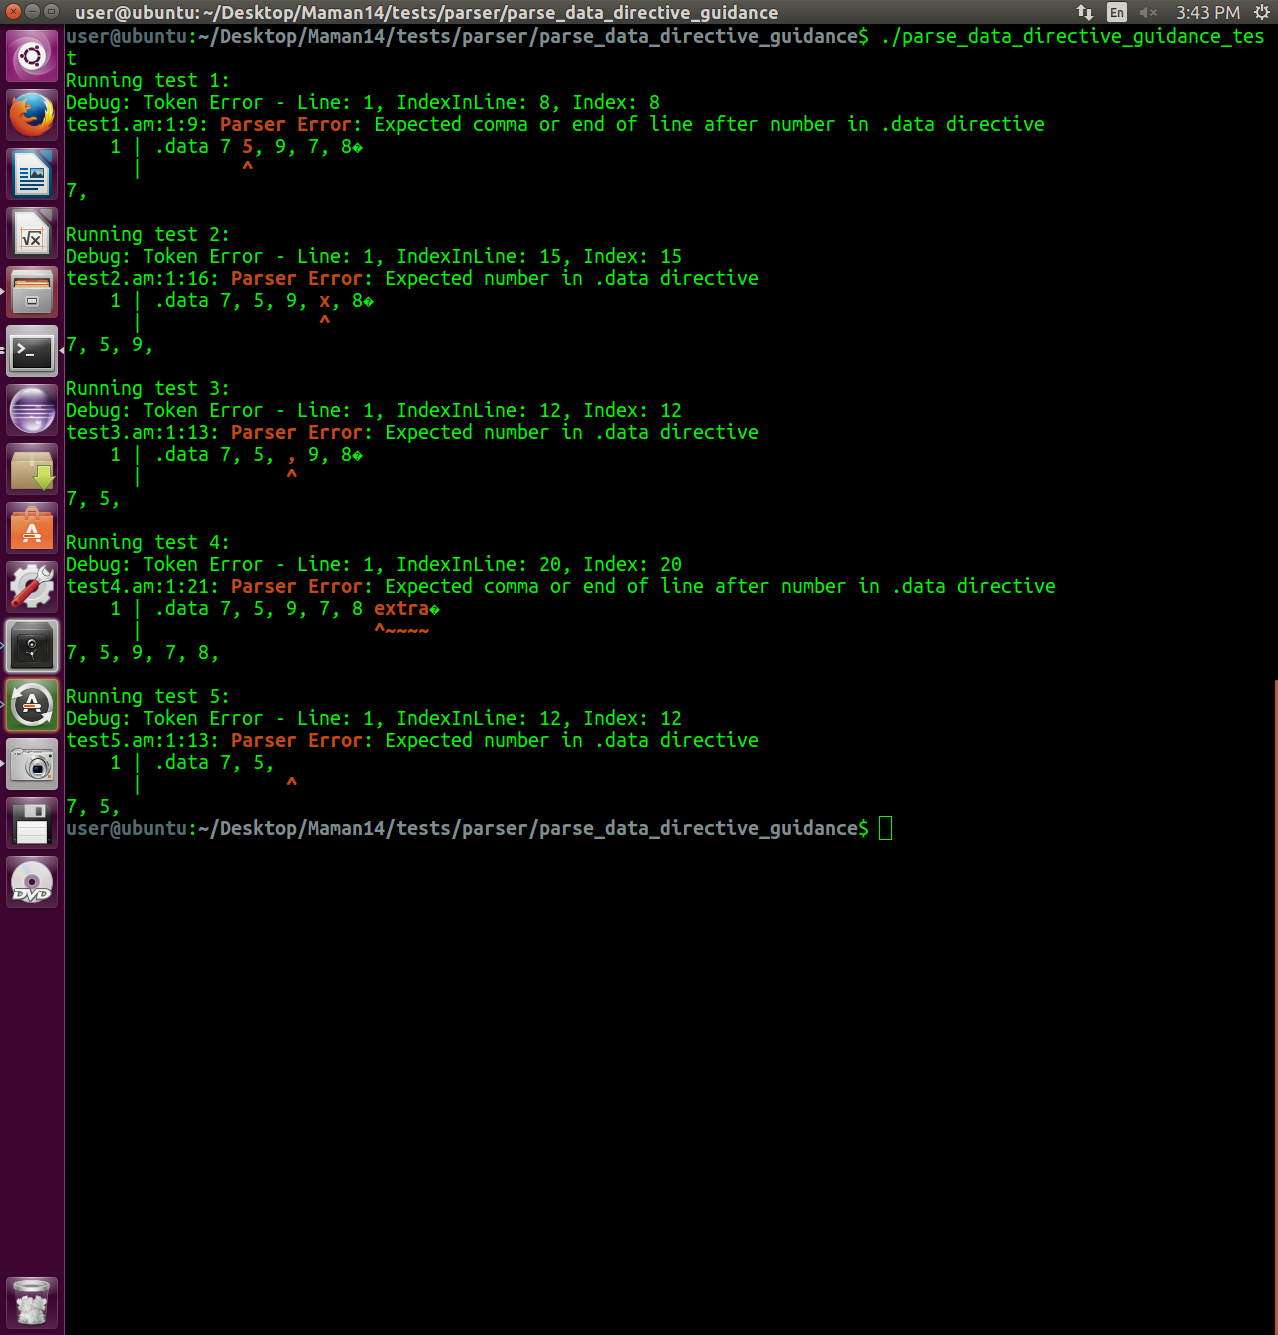 user@ubuntu: ~/Desktop/Maman14/tests/parser/parse_data_directive_guidance
En
3:43 PM
user@ubuntu:~/Desktop/Maman14/tests/parser/parse_data_directive_guidance$ ./parse_data_directive_guidance_tes
t
Running test 1:
Debug: Token Error - Line: 1, IndexInLine: 8, Index: 8
test1.am:1:9: Parser Error: Expected comma or end of line after number in .data directive
    1 | .data 7 5, 9, 7, 8�
      |         ^
7,

Running test 2:
Debug: Token Error - Line: 1, IndexInLine: 15, Index: 15
test2.am:1:16: Parser Error: Expected number in .data directive
    1 | .data 7, 5, 9, x, 8�
      |                ^
7, 5, 9,

Running test 3:
Debug: Token Error - Line: 1, IndexInLine: 12, Index: 12
test3.am:1:13: Parser Error: Expected number in .data directive
    1 | .data 7, 5, , 9, 8�
      |             ^
7, 5,

Running test 4:
Debug: Token Error - Line: 1, IndexInLine: 20, Index: 20
test4.am:1:21: Parser Error: Expected comma or end of line after number in .data directive
    1 | .data 7, 5, 9, 7, 8 extra�
      |                     ^~~~~
7, 5, 9, 7, 8,

Running test 5:
Debug: Token Error - Line: 1, IndexInLine: 12, Index: 12
test5.am:1:13: Parser Error: Expected number in .data directive
    1 | .data 7, 5,
      |             ^
7, 5,
user@ubuntu:~/Desktop/Maman14/tests/parser/parse_data_directive_guidance$
DVD